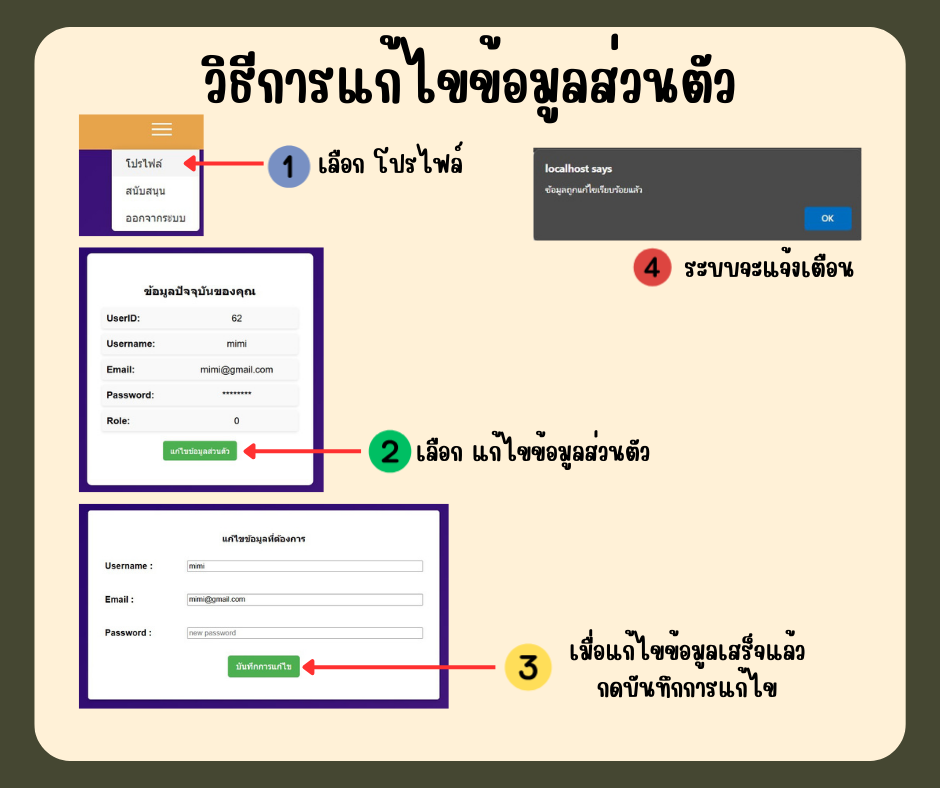 วิธีการแก้ไขข้อมูลส่วนตัว
โปรไฟล์
สนับสนุน
ออกจากระบบ
1 เลือก โปรไฟล์
localhost says
ข้อมูลถูกแก้ไขเรียบร้อยแล้ว
OK
4 ระบบจะแจ้งเตือน
ข้อมูลปัจจุบันของคุณ
UserID: 62
Username: mimi
Email: mimi@gmail.com
Password: ********
Role: 0
แก้ไขข้อมูลส่วนตัว
2 เลือก แก้ไขข้อมูลส่วนตัว
แก้ไขข้อมูลที่ต้องการ
Username : mimi
Email : mimi@gmail.com
Password : new password
บันทึกการแก้ไข
3 เมื่อแก้ไขข้อมูลเสร็จแล้ว
กดบันทึกการแก้ไข